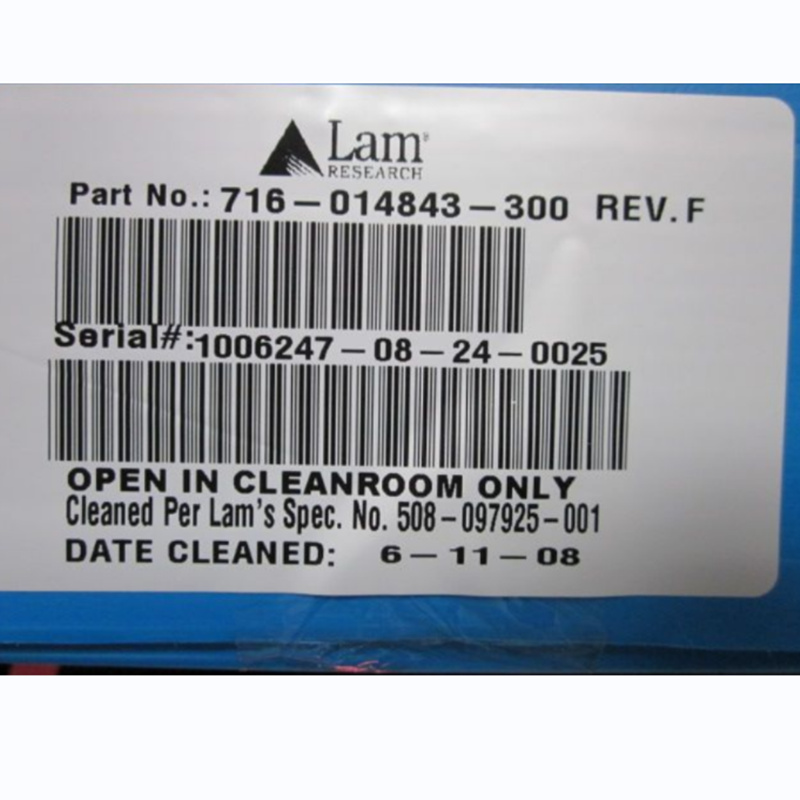 Lam®
RESEARCH
Part No.: 716-014843-300 REV. F
Serial#:1006247-08-24-0025
OPEN IN CLEANROOM ONLY
Cleaned Per Lam's Spec. No. 508-097925-001
DATE CLEANED: 6-11-08